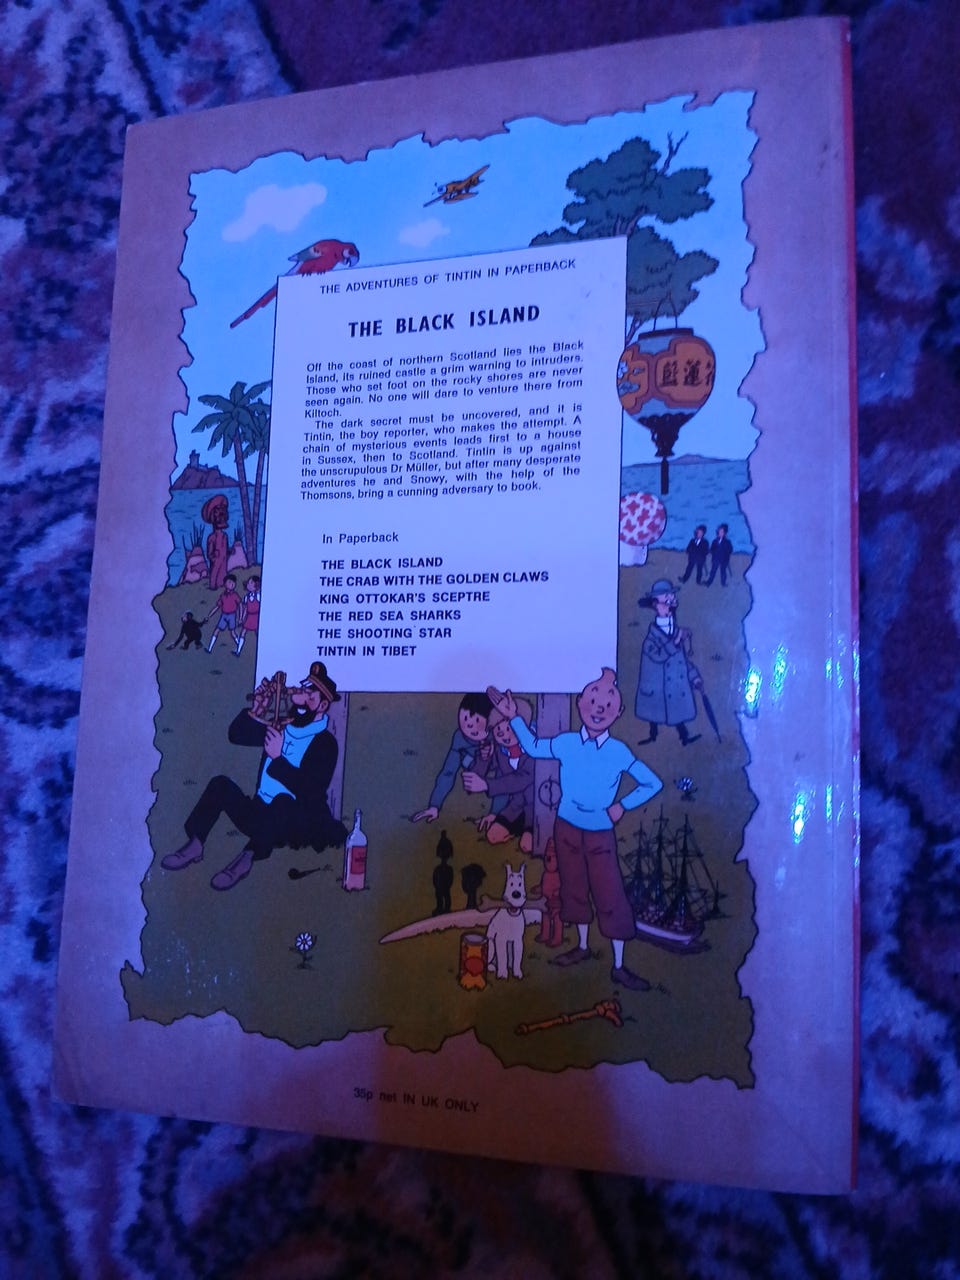 THE ADVENTURES OF TINTIN IN PAPERBACK
THE BLACK ISLAND
Off the coast of northern Scotland lies the Black
Island, its ruined castle a grim warning to intruders.
Those who set foot on the rocky shores are never
seen again. No one will dare to venture there from
Kiltoch.
The dark secret must be uncovered, and it is
Tintin, the boy reporter, who makes the attempt. A
chain of mysterious events leads first to a house
in Sussex, then to Scotland. Tintin is up against
the unscrupulous Dr Müller, but after many desperate
adventures he and Snowy, with the help of the
Thomsons, bring a cunning adversary to book.
In Paperback
THE BLACK ISLAND
THE CRAB WITH THE GOLDEN CLAWS
KING OTTOKAR'S SCEPTRE
THE RED SEA SHARKS
THE SHOOTING STAR
TINTIN IN TIBET
35p net IN UK ONLY